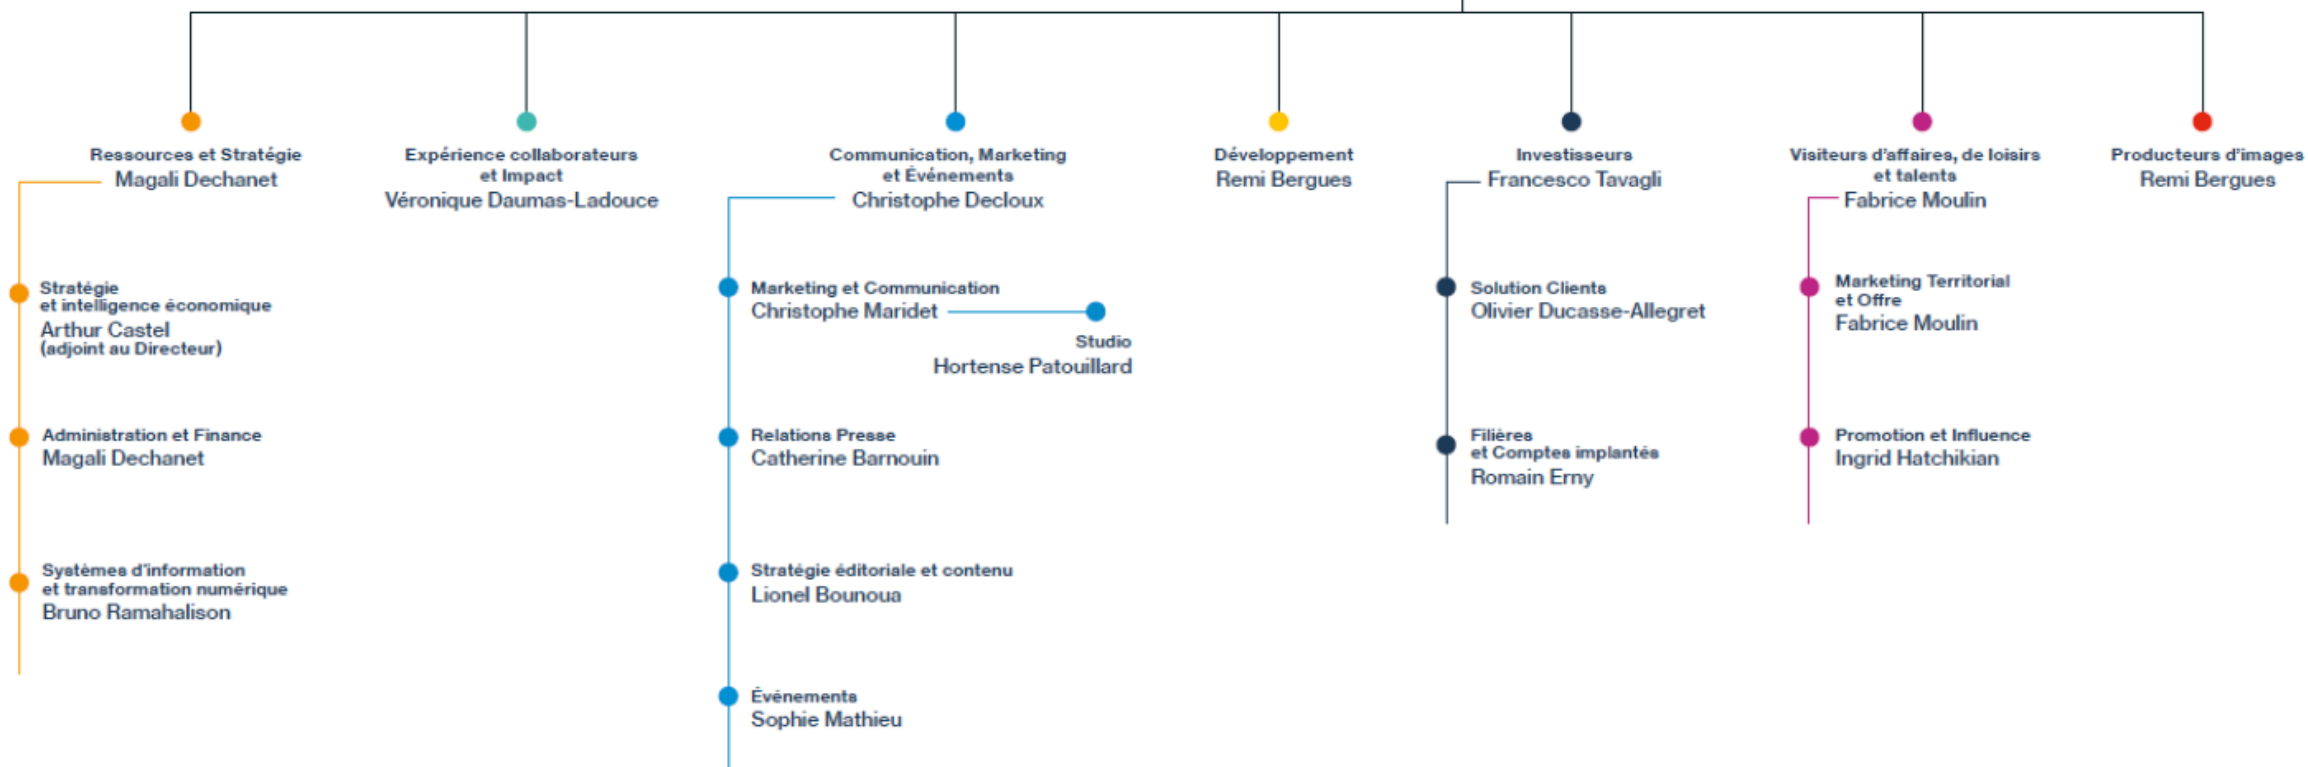 Ressources et Stratégie
Magali Dechanet
Stratégie
et intelligence économique
Arthur Castel
(adjoint au Directeur)
Administration et Finance
Magali Dechanet
Systèmes d'information
et transformation numérique
Bruno Ramahalison
Expérience collaborateurs
et Impact
Véronique Daumas-Ladouce
Communication, Marketing
et Événements
Christophe Decloux
Marketing et Communication
Christophe Maridet
Studio
Hortense Patouillard
Relations Presse
Catherine Barnouin
Stratégie éditoriale et contenu
Lionel Bounoua
Événements
Sophie Mathieu
Développement
Remi Bergues
Investisseurs
Francesco Tavagli
Solution Clients
Olivier Ducasse-Allegret
Filières
et Comptes implantés
Romain Erny
Visiteurs d'affaires, de loisirs
et talents
Fabrice Moulin
Marketing Territorial
et Offre
Fabrice Moulin
Promotion et Influence
Ingrid Hatchikian
Producteurs d'images
Remi Bergues